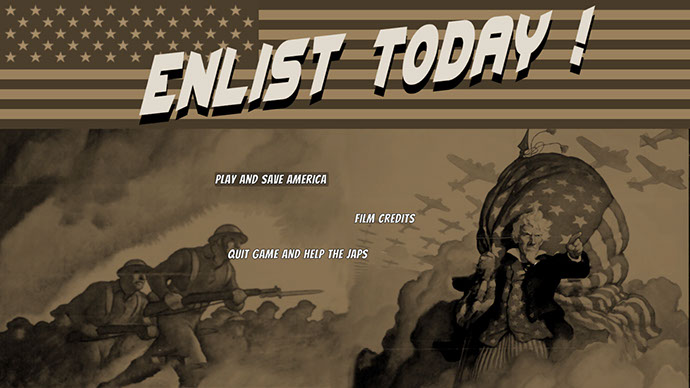 ENLIST TODAY !
PLAY AND SAVE AMERICA
FILM CREDITS
QUIT GAME AND HELP THE JAPS